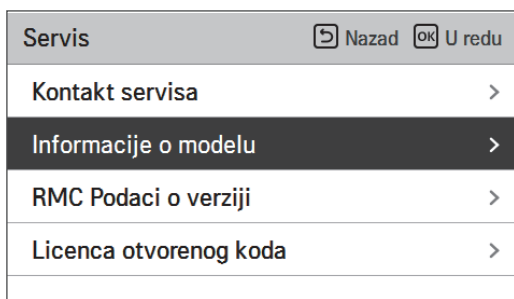 Servis Nazad OK U redu
Kontakt servisa
Informacije o modelu
RMC Podaci o verziji
Licenca otvorenog koda